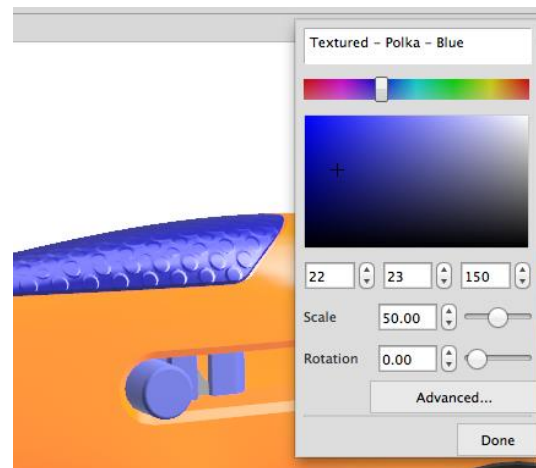 Textured – Polka – Blue
22 23 150
Scale 50.00
Rotation 0.00
Advanced...
Done